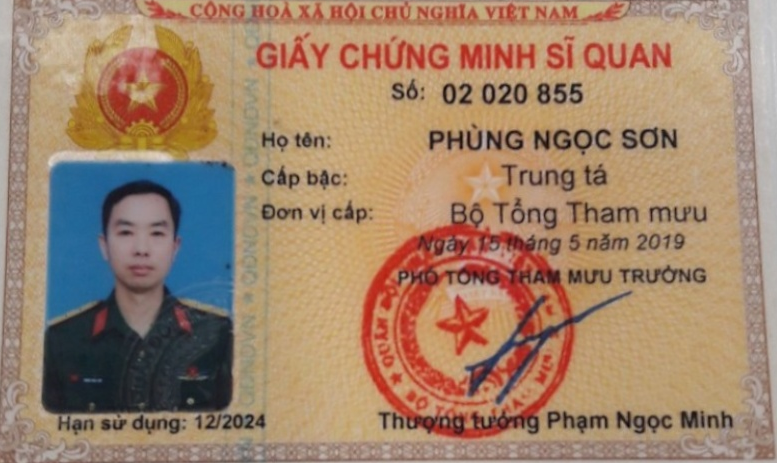 CỘNG HOÀ XÃ HỘI CHỦ NGHĨA VIỆT NAM
GIẤY CHỨNG MINH SĨ QUAN
Số: 02 020 855
Họ tên: PHÙNG NGỌC SƠN
Cấp bậc: Trung tá
Đơn vị cấp: Bộ Tổng Tham mưu
Ngày 15 tháng 5 năm 2019
PHÓ TỔNG THAM MƯU TRƯỞNG
Hạn sử dụng: 12/2024
Thượng tướng Phạm Ngọc Minh
QĐNDVN